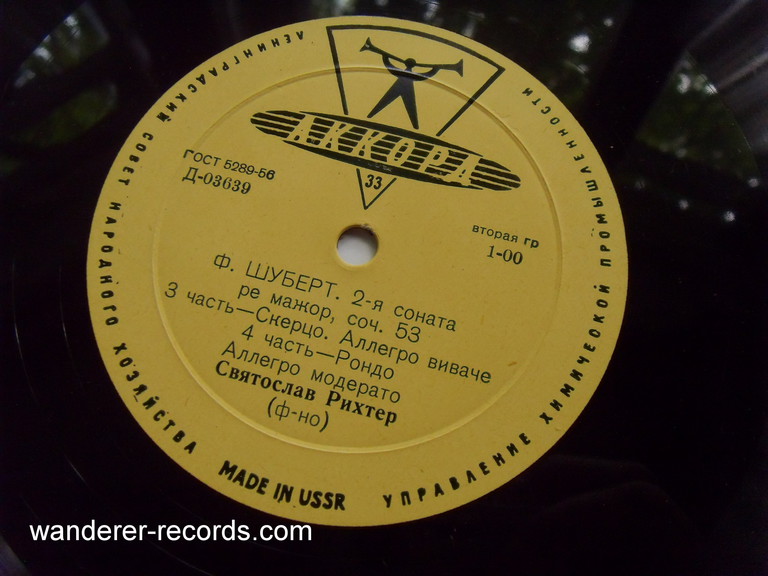 ЛЕНИНГРАДСКИЙ СОВЕТ НАРОДНОГО ХОЗЯЙСТВА
УПРАВЛЕНИЕ ХИМИЧЕСКОЙ ПРОМЫШЛЕННОСТИ
АККОРД
33
ГОСТ 5289-56
Д-03639
вторая гр
1-00
Ф. ШУБЕРТ. 2-я соната
ре мажор, соч. 53
3 часть—Скерцо. Аллегро виваче
4 часть—Рондо
Аллегро модерато
Святослав Рихтер
(ф-но)
MADE IN USSR
wanderer-records.com